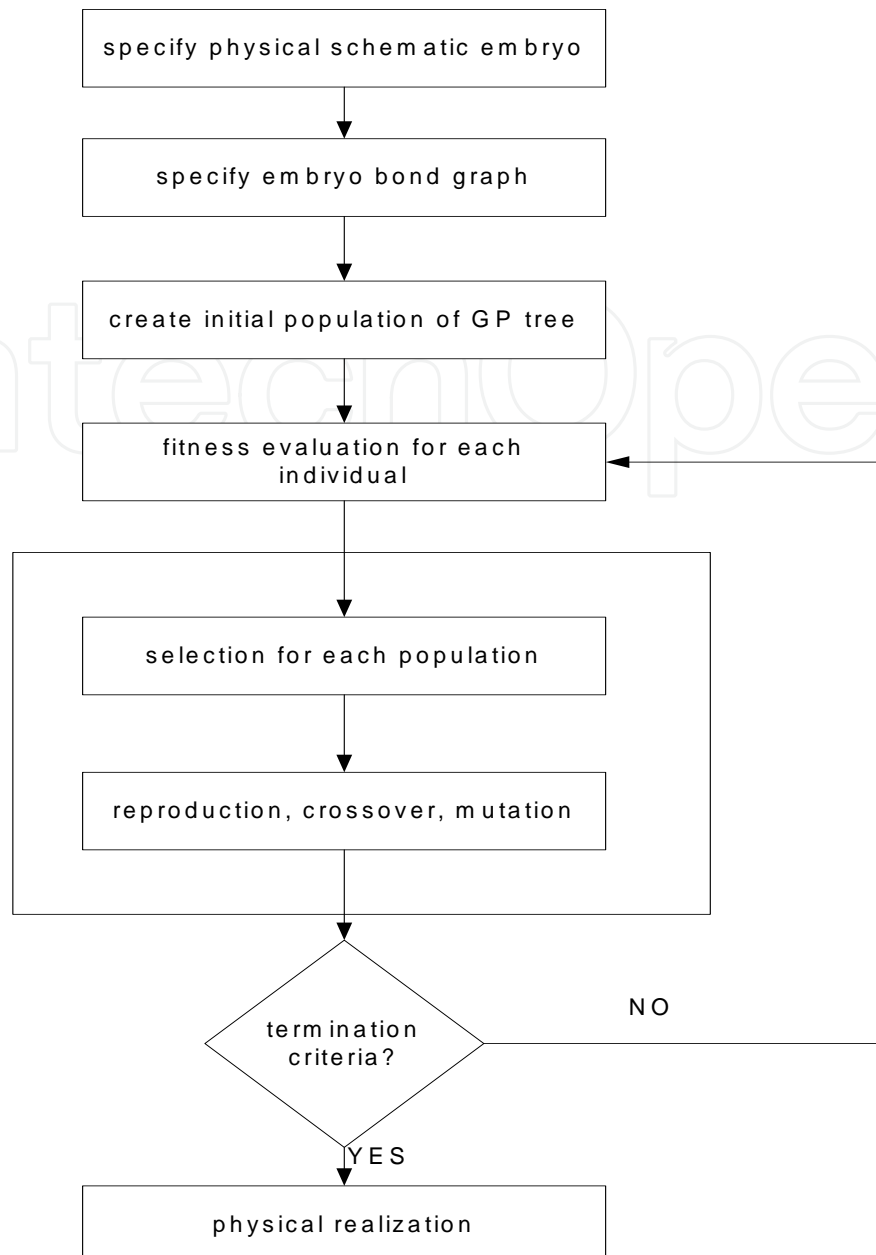 specify physical schematic embryo
specify embryo bond graph
create initial population of GP tree
fitness evaluation for each
individual
selection for each population
reproduction, crossover, mutation
termination
criteria?
NO
YES
physical realization